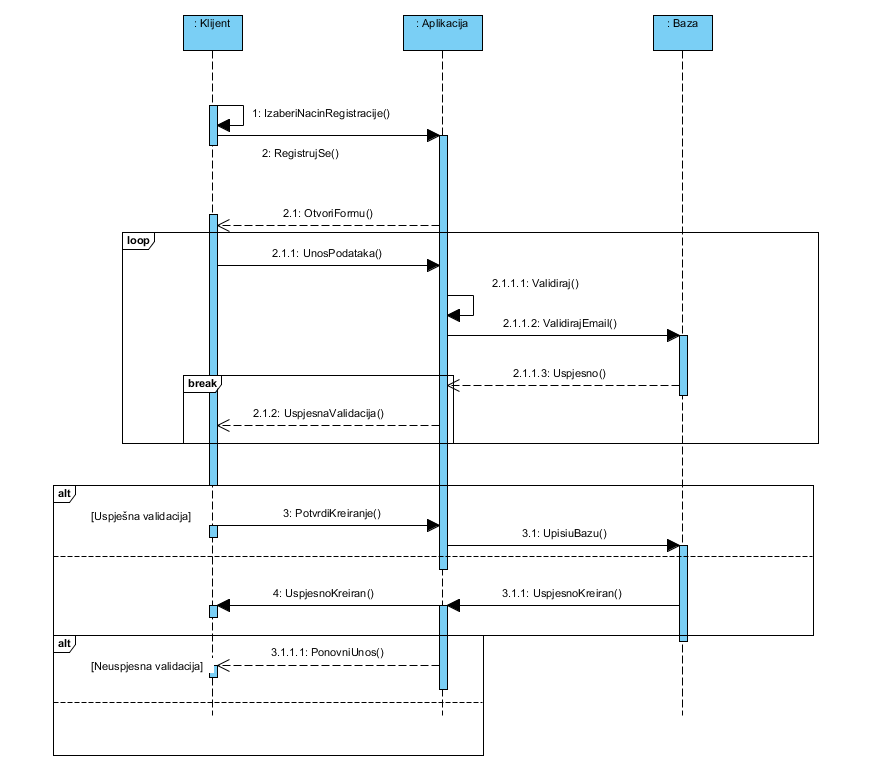 : Klijent
: Aplikacija
: Baza
1: IzaberiNacinRegistracije()
2: RegistrujSe()
2.1: OtvoriFormu()
loop
2.1.1: UnosPodataka()
2.1.1.1: Validiraj()
2.1.1.2: ValidirajEmail()
2.1.1.3: Uspjesno()
break
2.1.2: UspjesnaValidacija()
alt
[Uspješna validacija]
3: PotvrdiKreiranje()
3.1: UpisiuBazu()
4: UspjesnoKreiran()
3.1.1: UspjesnoKreiran()
alt
3.1.1.1: PonovniUnos()
[Neuspjesna validacija]